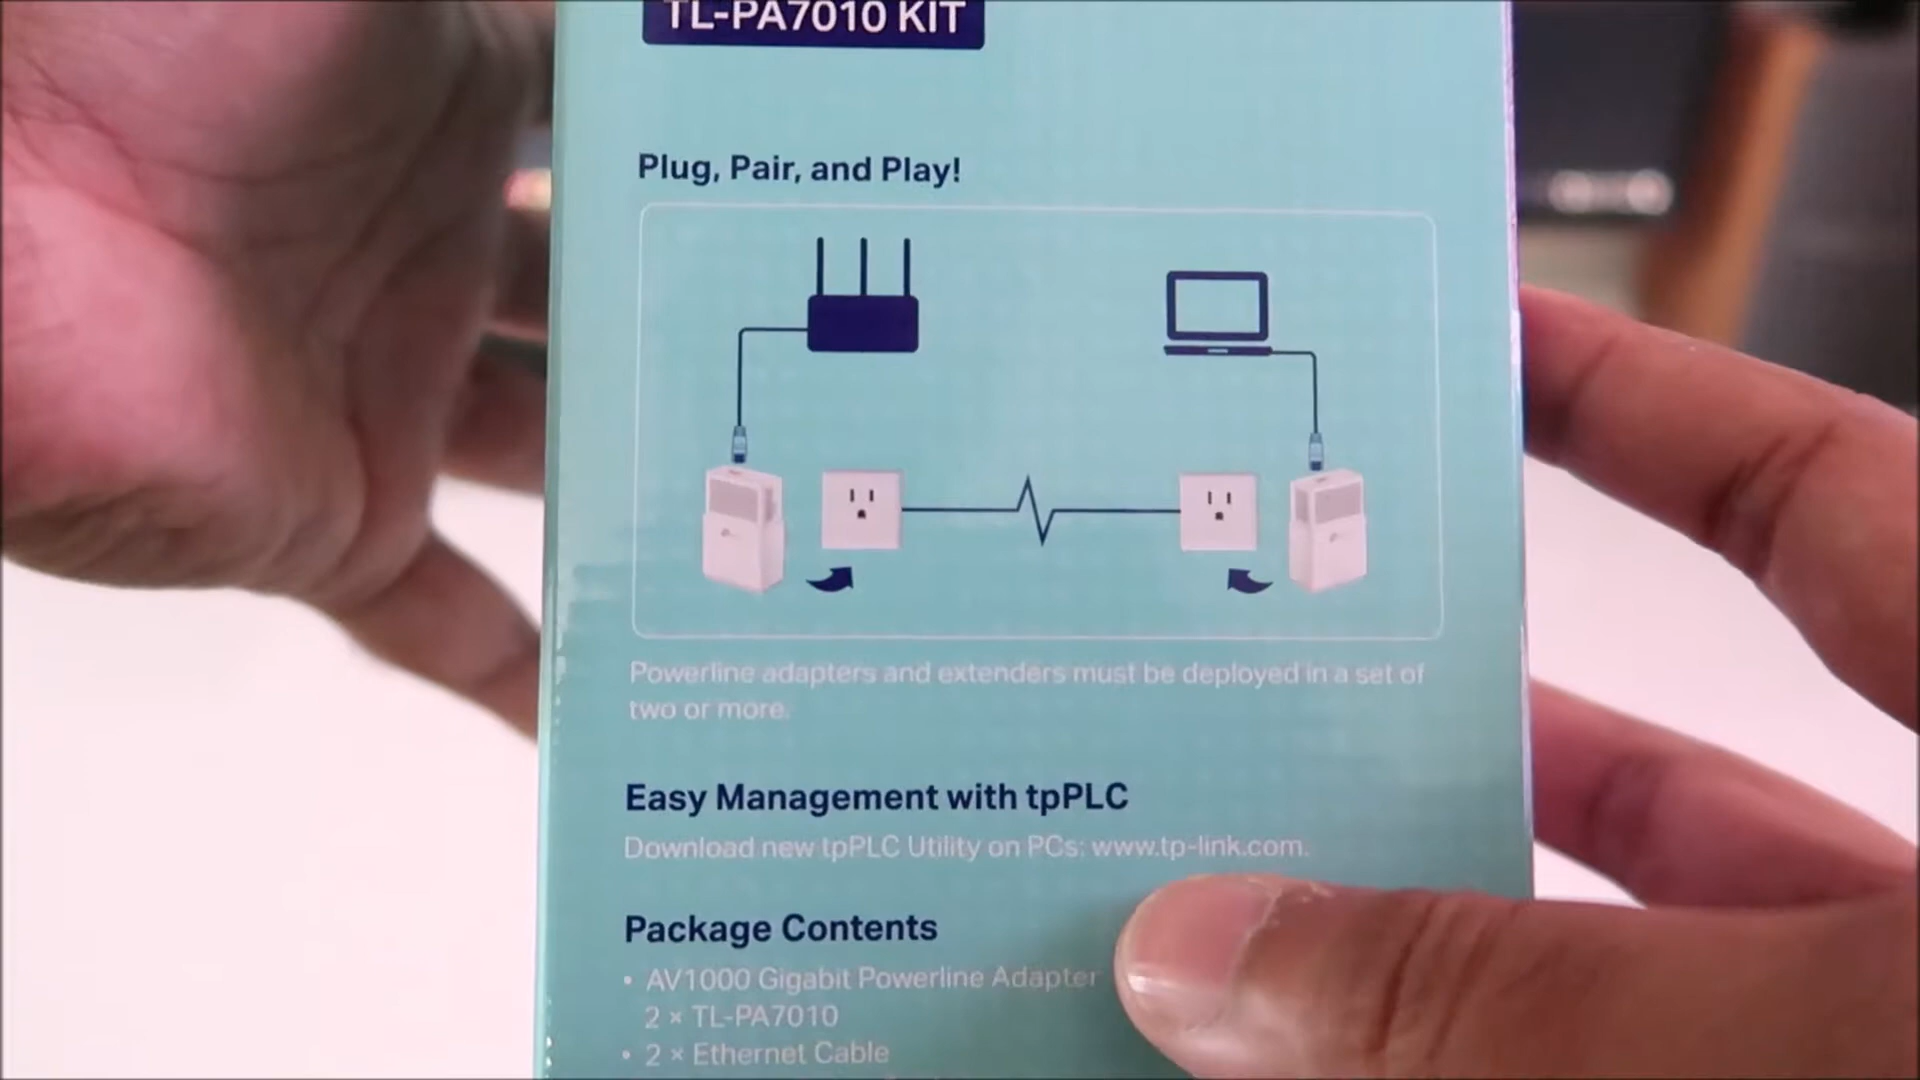 TL-PA7010 KIT
Plug, Pair, and Play!
Powerline adapters and extenders must be deployed in a set of
two or more.
Easy Management with tpPLC
Download new tpPLC Utility on PCs: www.tp-link.com.
Package Contents
• AV1000 Gigabit Powerline Adapter
2 × TL-PA7010
• 2 × Ethernet Cable